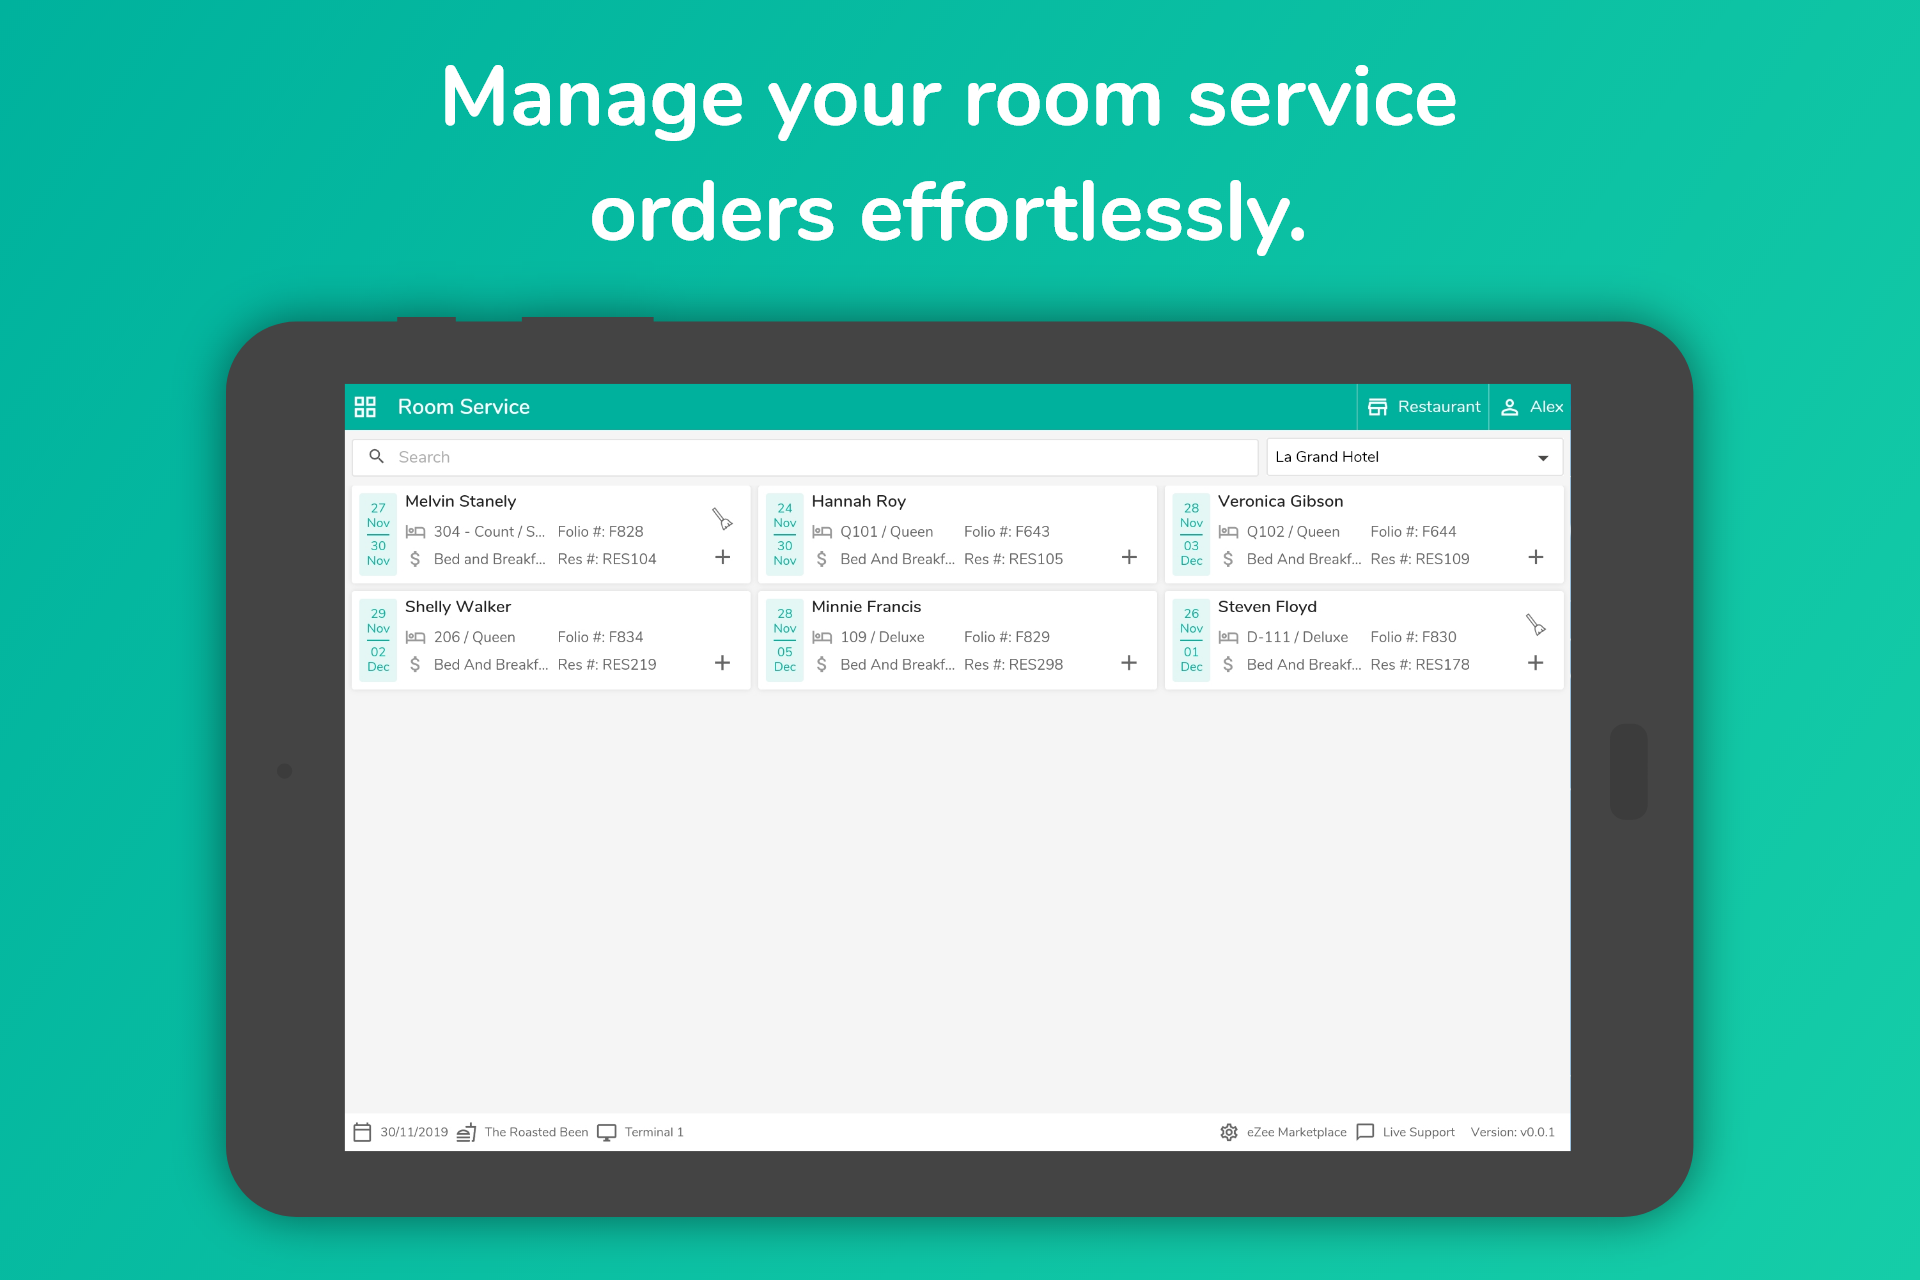 Manage your room service
orders effortlessly.
Room Service
Restaurant
Alex
Search
La Grand Hotel
27
Nov
30
Nov
Melvin Stanely
304 - Count / S... Folio #: F828
$ Bed and Breakf... Res #: RES104
24
Nov
30
Nov
Hannah Roy
Q101 / Queen Folio #: F643
$ Bed And Breakf... Res #: RES105
28
Nov
03
Dec
Veronica Gibson
Q102 / Queen Folio #: F644
$ Bed And Breakf... Res #: RES109
29
Nov
02
Dec
Shelly Walker
206 / Queen Folio #: F834
$ Bed And Breakf... Res #: RES219
28
Nov
05
Dec
Minnie Francis
109 / Deluxe Folio #: F829
$ Bed And Breakf... Res #: RES298
26
Nov
01
Dec
Steven Floyd
D-111 / Deluxe Folio #: F830
$ Bed And Breakf... Res #: RES178
30/11/2019 The Roasted Been Terminal 1 eZee Marketplace Live Support Version: v0.0.1